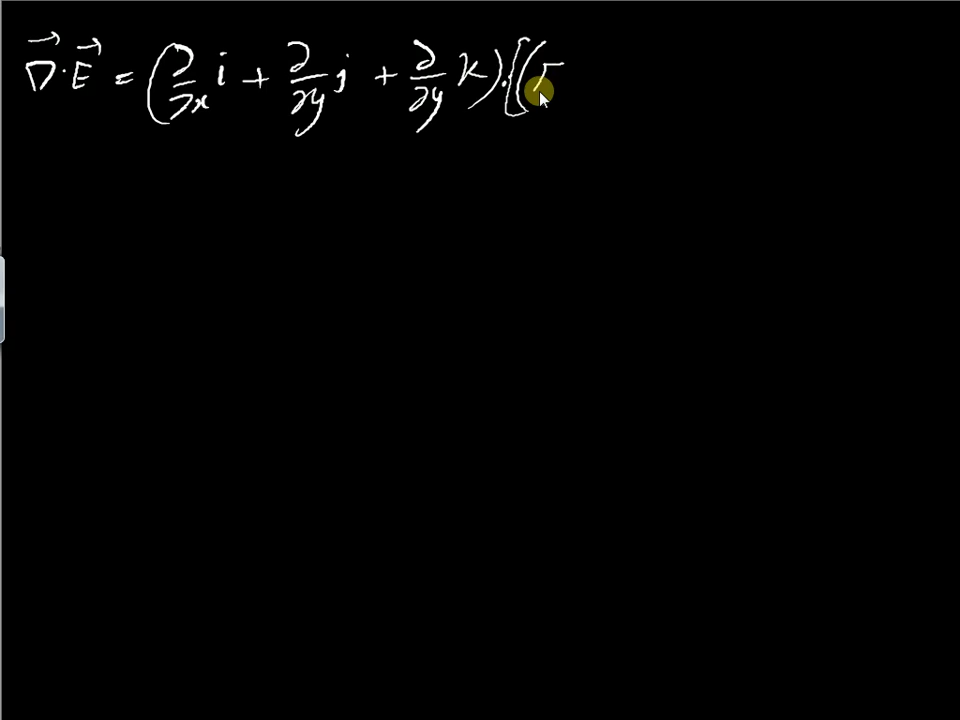 ∇⃗·E⃗ = (∂/∂x i + ∂/∂y j + ∂/∂y k)·[(